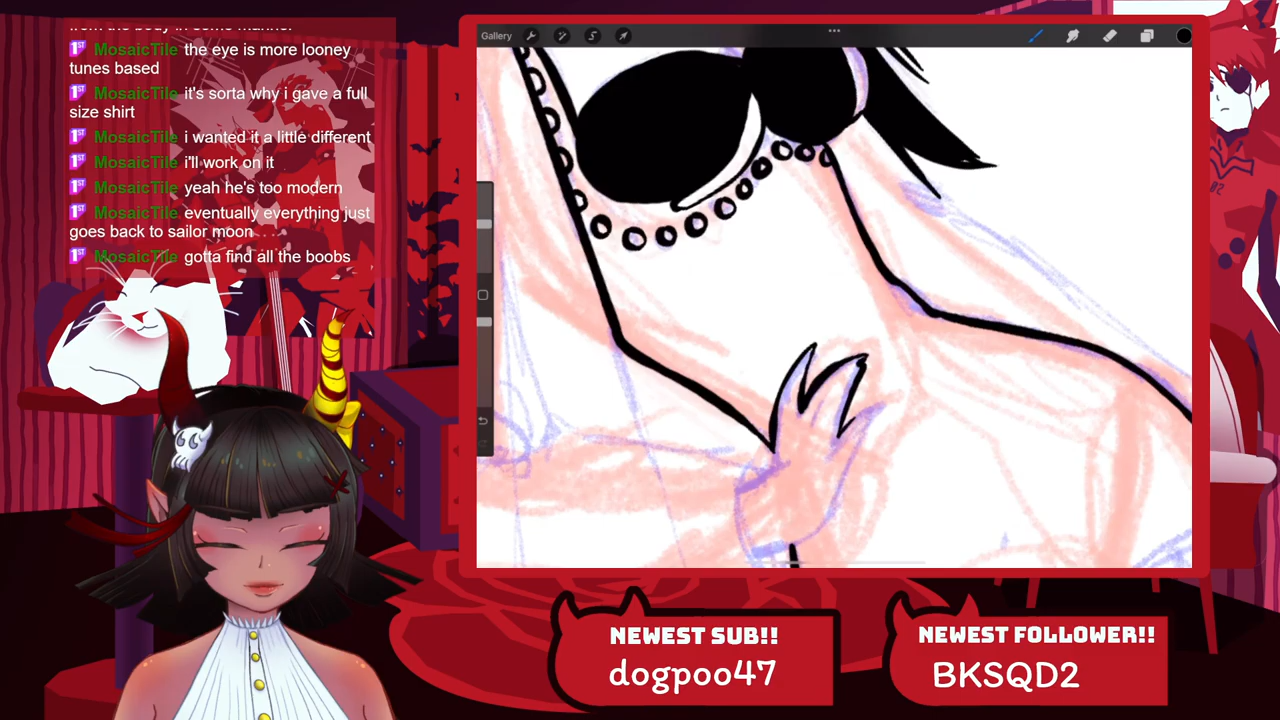 MosaicTile the eye is more looney
tunes based
MosaicTile it's sorta why i gave a full
size shirt
MosaicTile i wanted it a little different
MosaicTile i'll work on it
MosaicTile yeah he's too modern
MosaicTile eventually everything just
goes back to sailor moon
MosaicTile gotta find all the boobs
Gallery
NEWEST SUB!!
dogpoo47
NEWEST FOLLOWER!!
BKSQD2